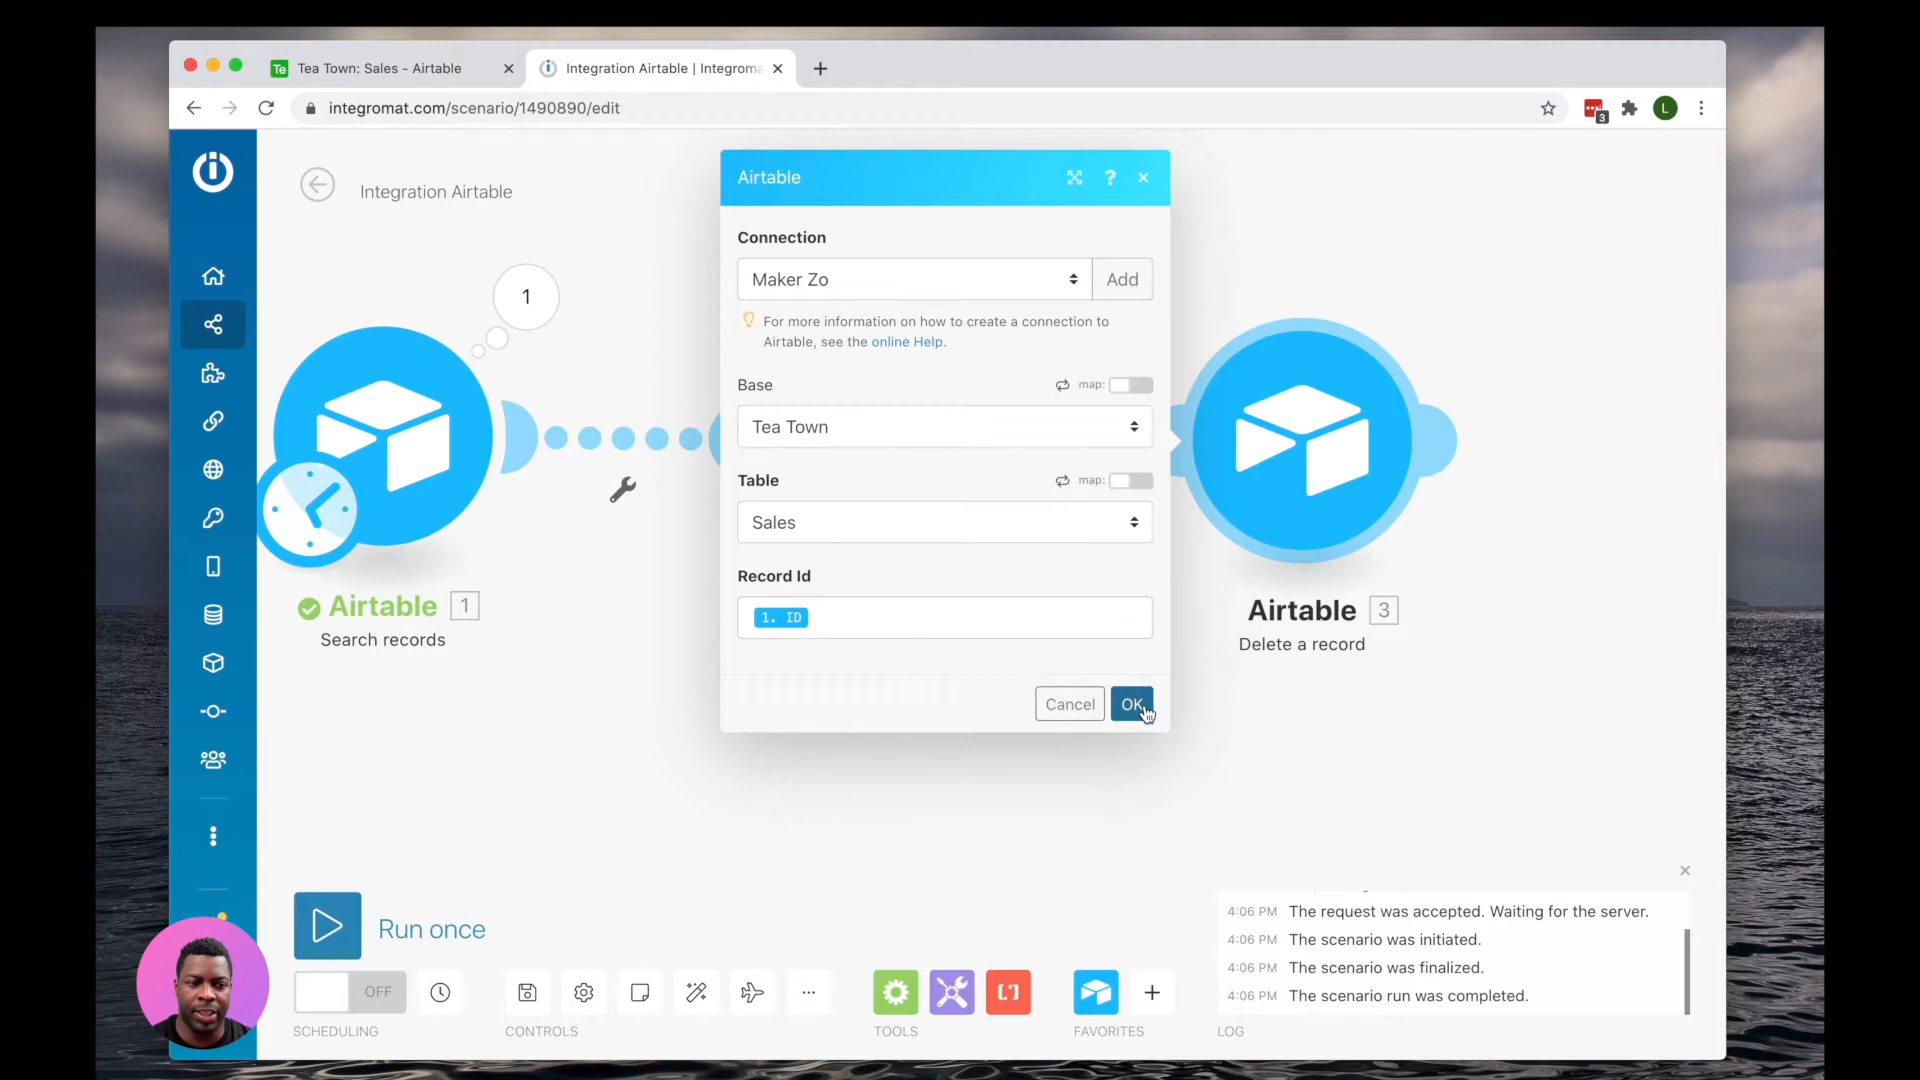 Te Tea Town: Sales - Airtable
Integration Airtable | Integroma
integromat.com/scenario/1490890/edit
3
L
Integration Airtable
1
Airtable 1
Search records
Airtable
?
Connection
Maker Zo
Add
For more information on how to create a connection to
Airtable, see the online Help.
Base
map:
Tea Town
Table
map:
Sales
Record Id
1. ID
Cancel
OK
Airtable 3
Delete a record
Run once
OFF
SCHEDULING
CONTROLS
TOOLS
FAVORITES
4:06 PM The request was accepted. Waiting for the server.
4:06 PM The scenario was initiated.
4:06 PM The scenario was finalized.
4:06 PM The scenario run was completed.
LOG